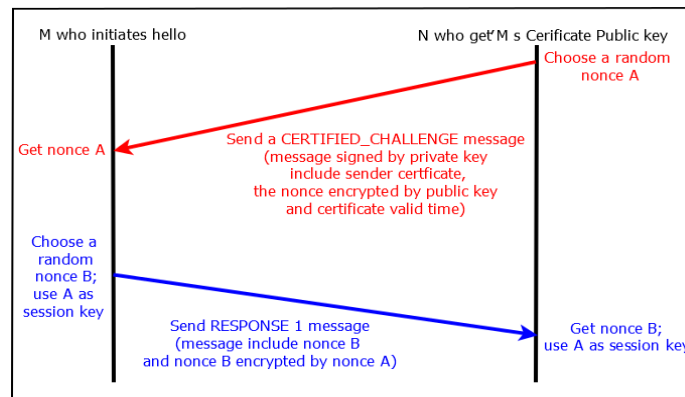 M who initiates hello
N who get'M s Cerificate Public key
Choose a random
nonce A
Get nonce A
Send a CERTIFIED_CHALLENGE message
(message signed by private key
include sender certficate,
the nonce encrypted by public key
and certificate valid time)
Choose a
random
nonce B;
use A as
session key
Send RESPONSE 1 message
(message include nonce B
and nonce B encrypted by nonce A)
Get nonce B;
use A as session key